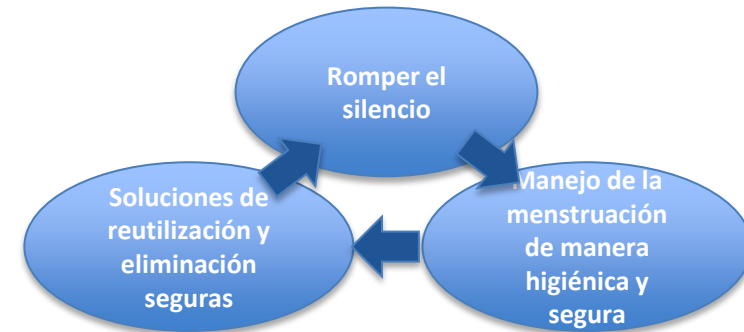 Romper el
silencio
Manejo de la
menstruación
de manera
higiénica y
segura
Soluciones de
reutilización y
eliminación
seguras